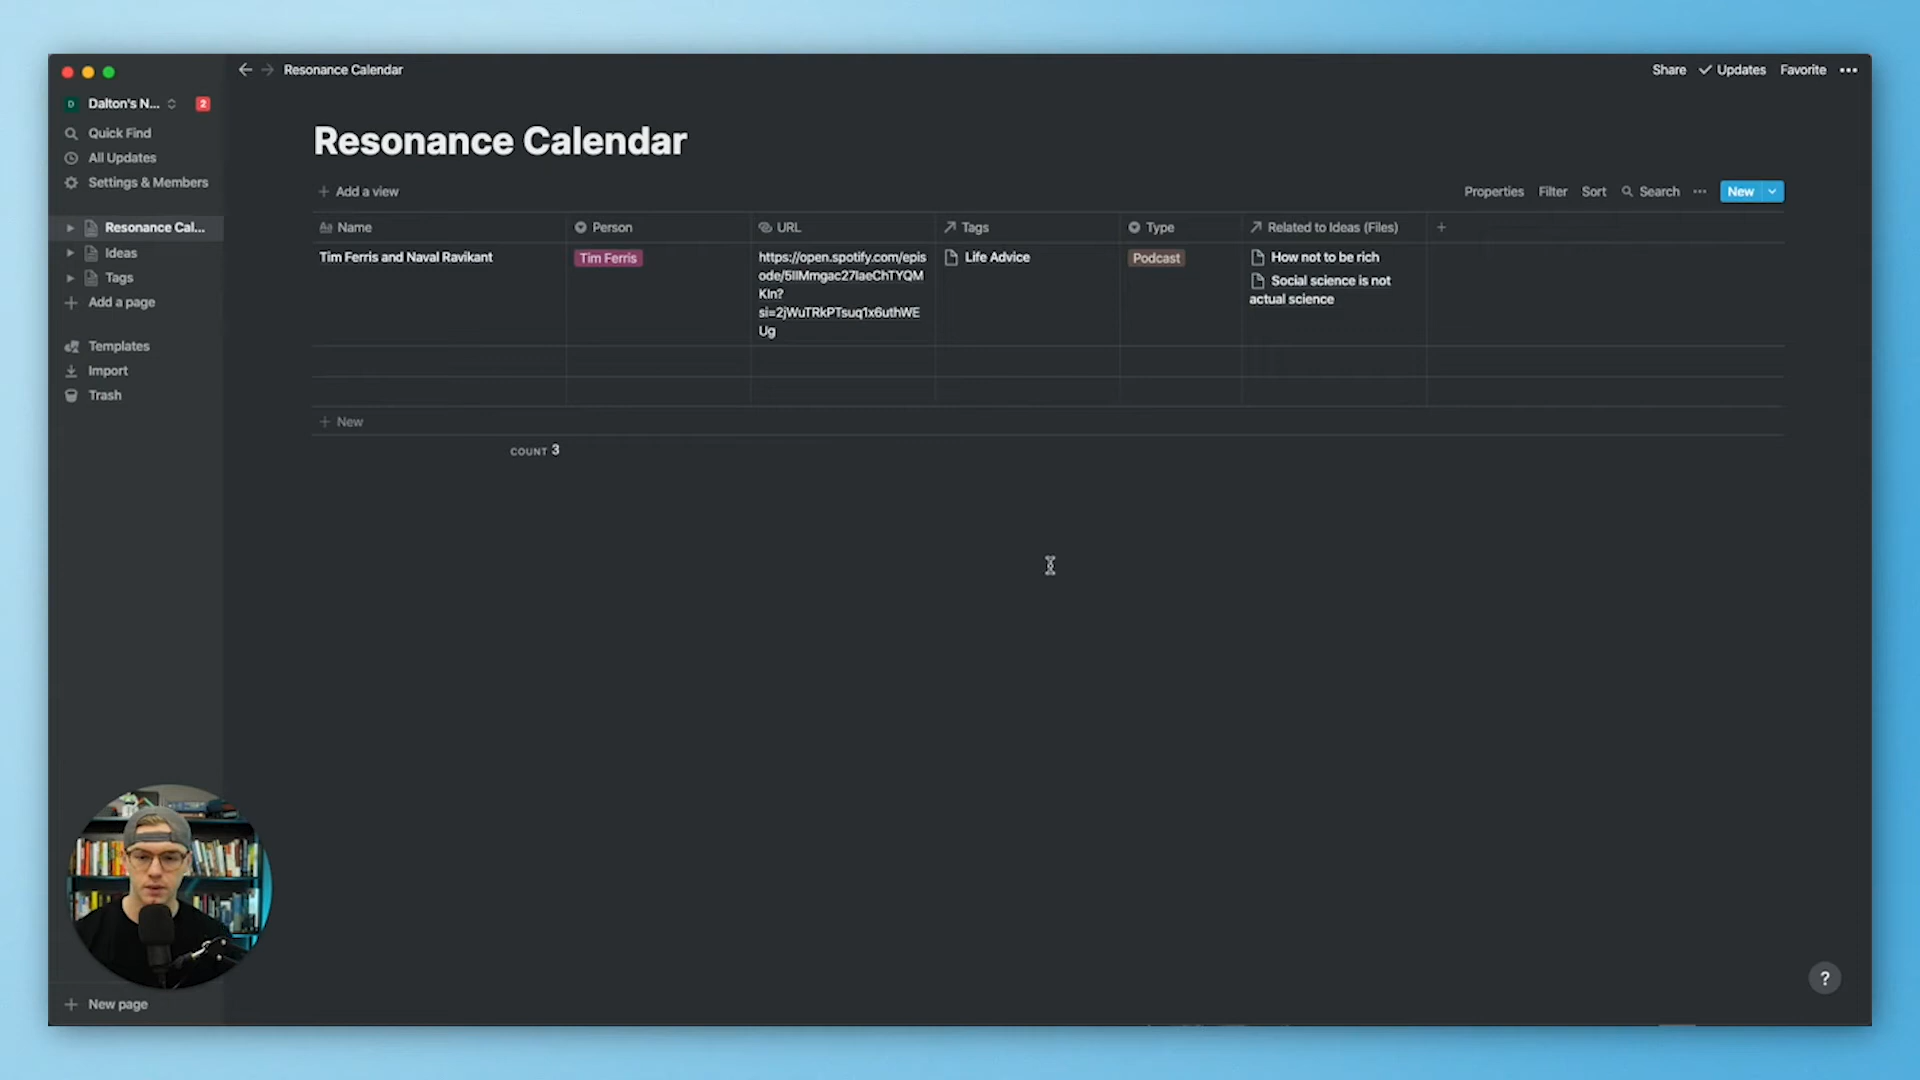 Resonance Calendar
Share
Updates
Favorite
D
Dalton's N...
2
Quick Find
All Updates
Settings & Members
Resonance Cal...
Ideas
Tags
Add a page
Templates
Import
Trash
New page
Resonance Calendar
Add a view
Properties
Filter
Sort
Search
New
Aa Name
Person
URL
Tags
Type
Related to Ideas (Files)
Tim Ferris and Naval Ravikant
Tim Ferris
https://open.spotify.com/epis
ode/5IIMmgac27IaeChTYQM
KIn?
si=2jWuTRkPTsuq1x6uthWE
Ug
Life Advice
Podcast
How not to be rich
Social science is not
actual science
New
COUNT 3
?